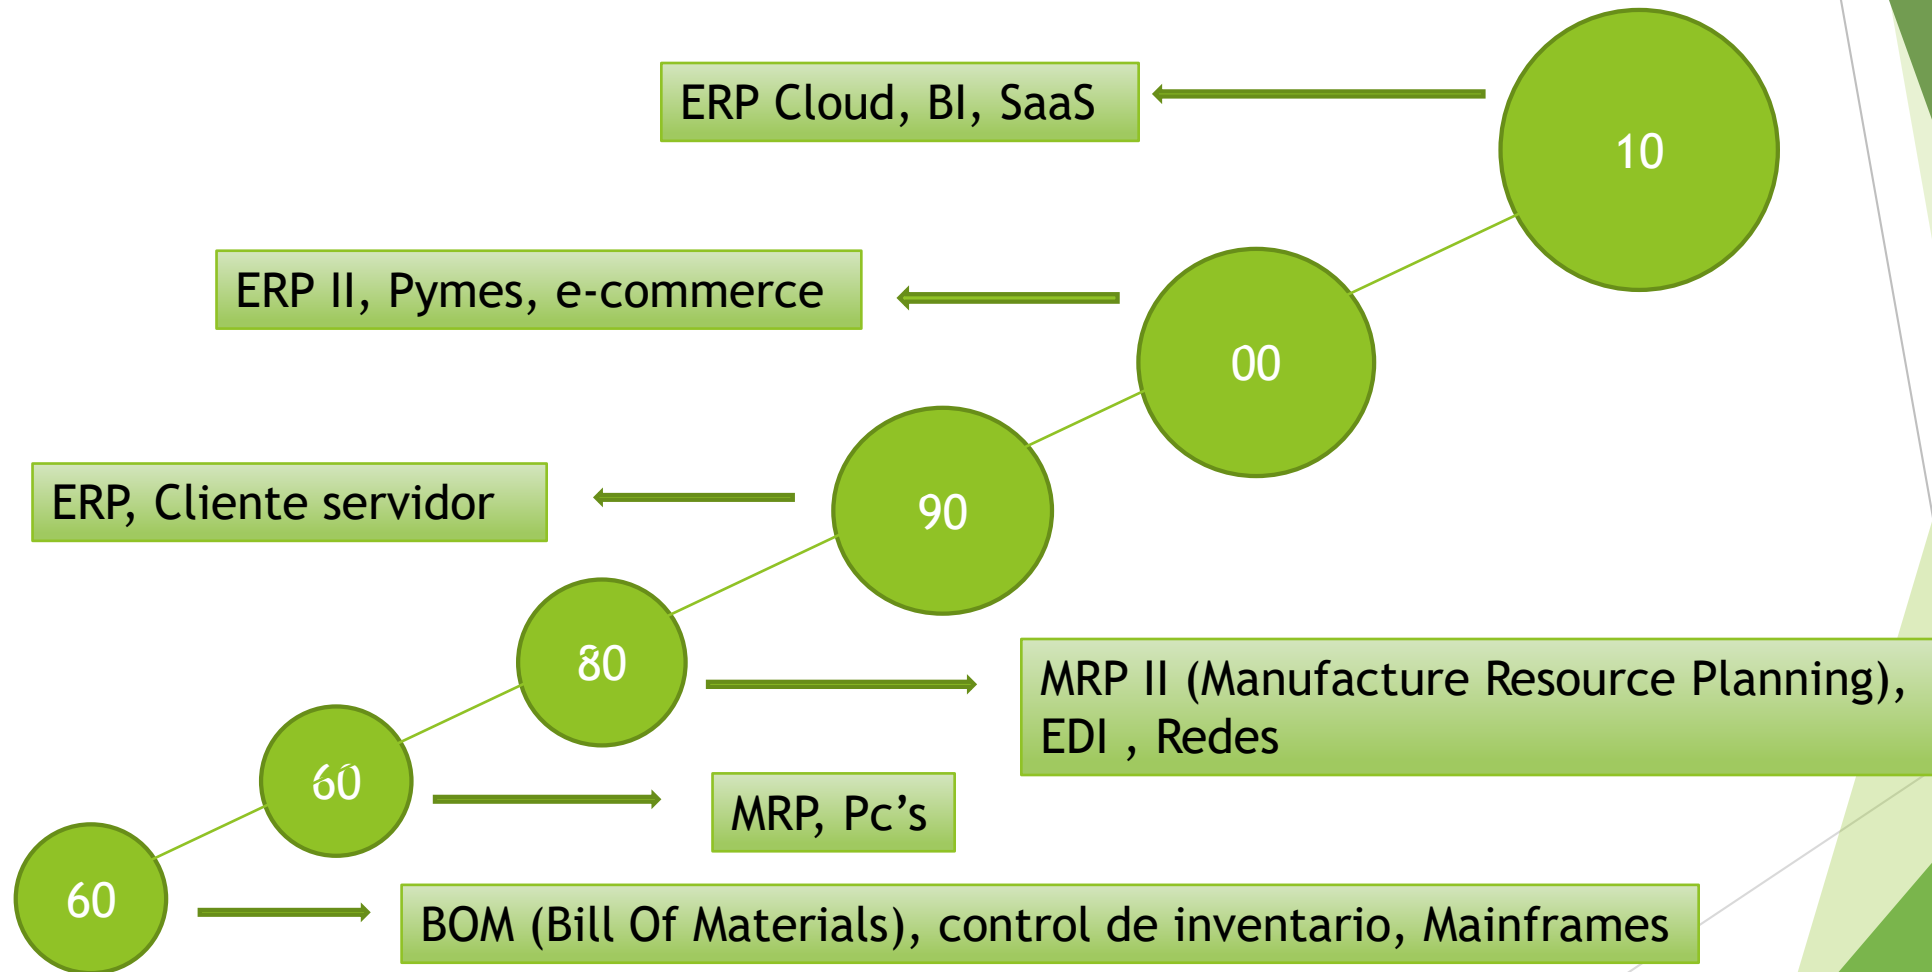 ERP Cloud, BI, SaaS
10
ERP II, Pymes, e-commerce
00
ERP, Cliente servidor
90
80
MRP II (Manufacture Resource Planning),
EDI , Redes
60
MRP, Pc’s
60
BOM (Bill Of Materials), control de inventario, Mainframes